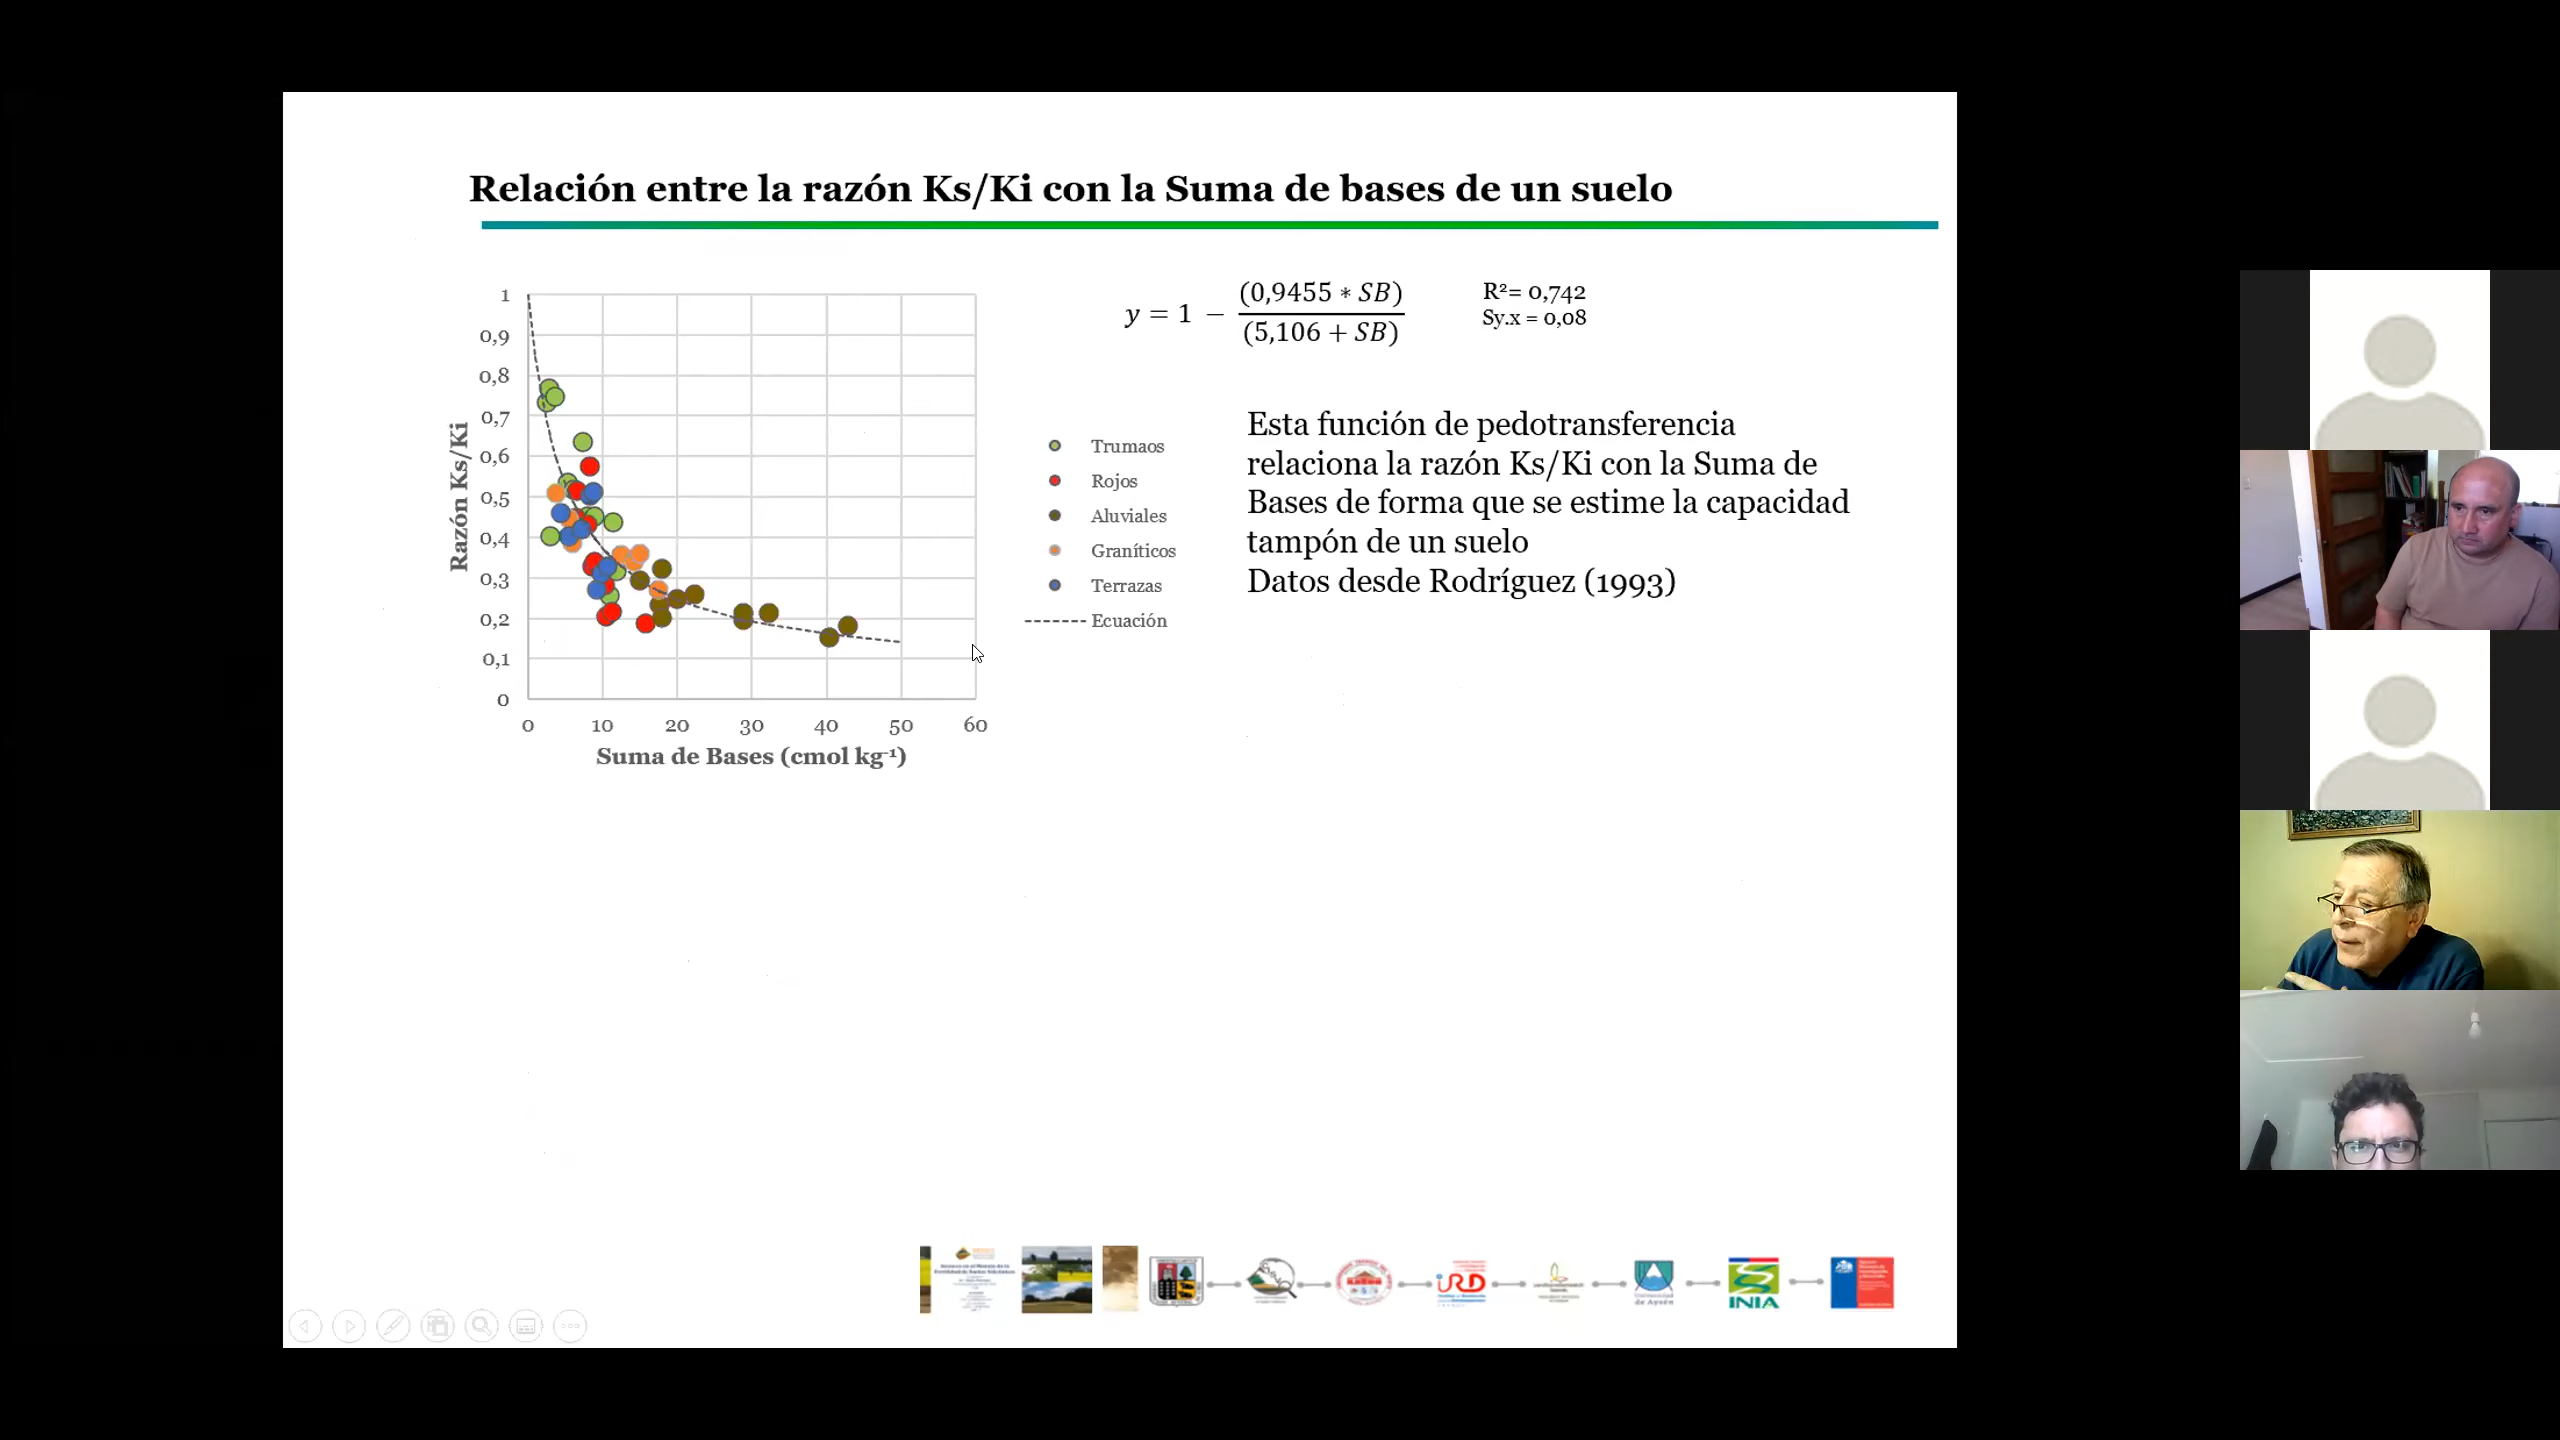 Relación entre la razón Ks/Ki con la Suma de bases de un suelo
1
0,9
0,8
0,7
0,6
0,5
0,4
0,3
0,2
0,1
0
Razón Ks/Ki
0 10 20 30 40 50 60
Suma de Bases (cmol kg⁻¹)
Trumaos
Rojos
Aluviales
Graníticos
Terrazas
Ecuación
y = 1 − (0,9455 * SB) / (5,106 + SB)
R²= 0,742
Sy.x = 0,08
Esta función de pedotransferencia
relaciona la razón Ks/Ki con la Suma de
Bases de forma que se estime la capacidad
tampón de un suelo
Datos desde Rodríguez (1993)
IRD
Universidad
de Aysén
INIA